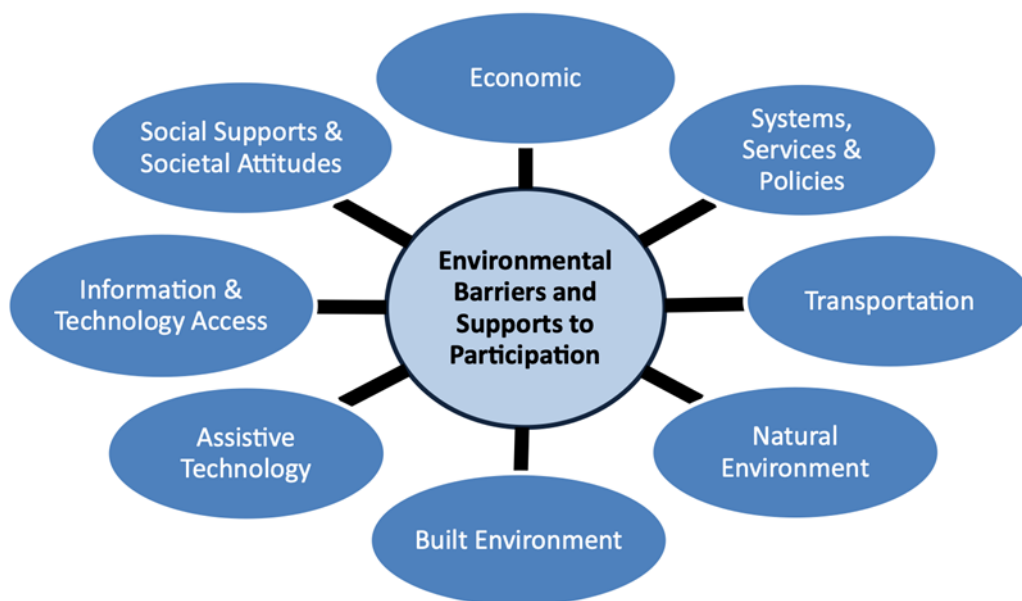 Economic
Systems,
Services &
Policies
Transportation
Natural
Environment
Built Environment
Assistive
Technology
Information &
Technology Access
Social Supports &
Societal Attitudes
Environmental
Barriers and
Supports to
Participation